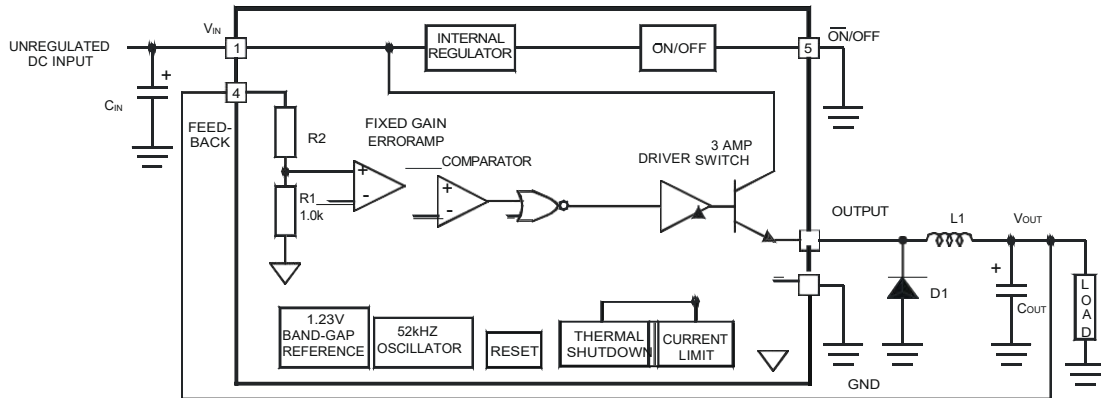 VIN
UNREGULATED
DC INPUT
1
INTERNAL
REGULATOR
ON/OFF
5
ON/OFF
+
CIN
4
FEED-
BACK
R2
FIXED GAIN
ERRORAMP
COMPARATOR
3 AMP
DRIVER SWITCH
R1
1.0k
+
-
+
-
OUTPUT
L1
VOUT
D1
+
COUT
LOAD
1.23V
BAND-GAP
REFERENCE
52kHZ
OSCILLATOR
RESET
THERMAL
SHUTDOWN
CURRENT
LIMIT
GND